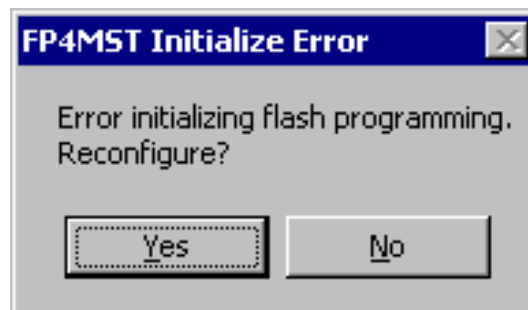 FP4MST Initialize Error
Error initializing flash programming.
Reconfigure?
Yes
No